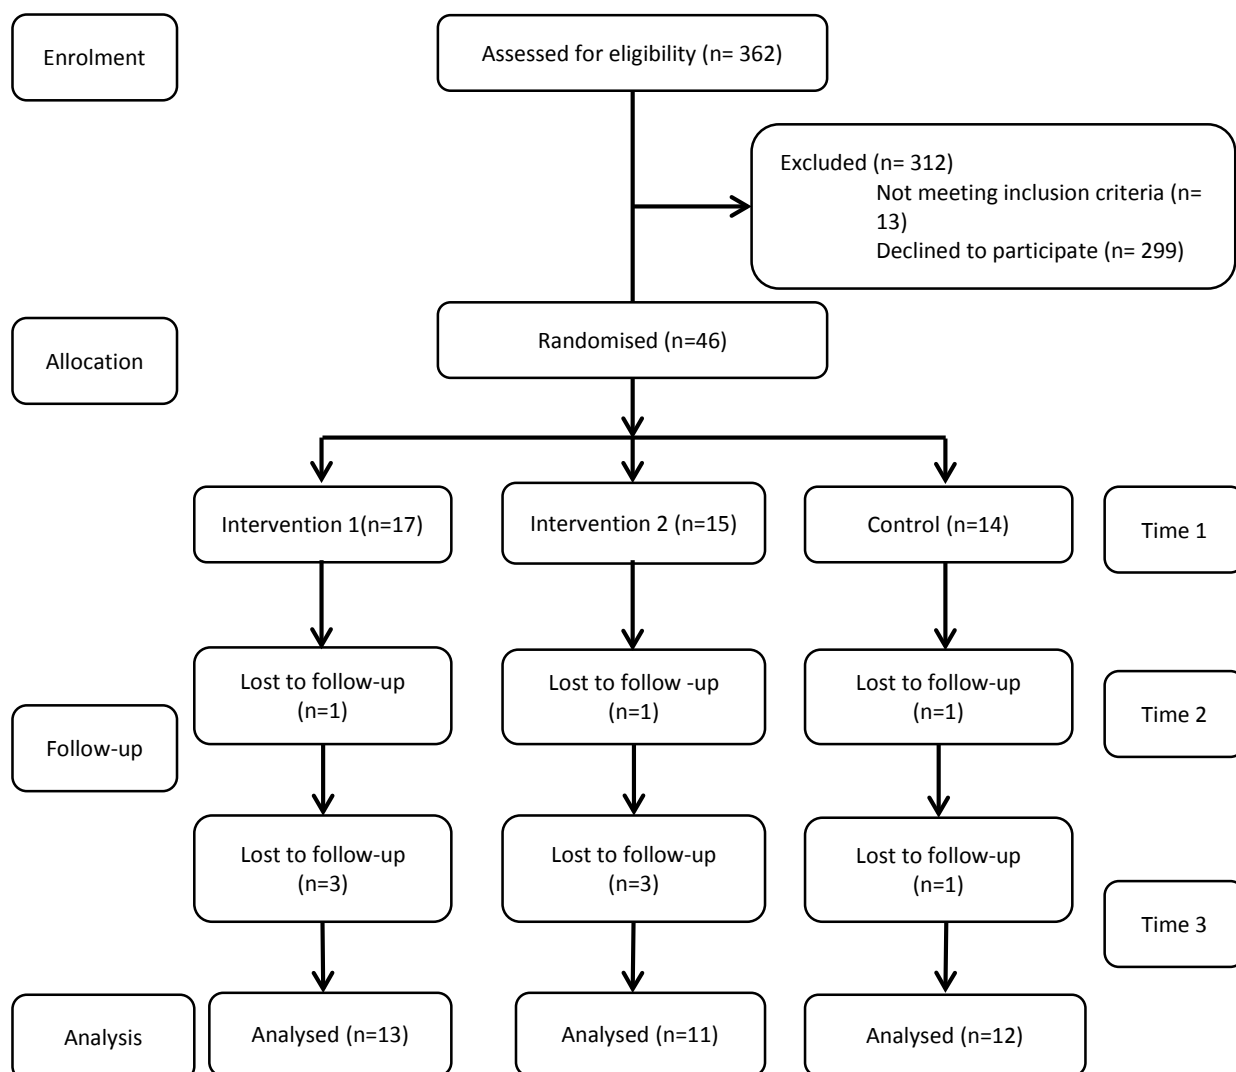 Enrolment
Assessed for eligibility (n= 362)
Excluded (n= 312)
Not meeting inclusion criteria (n=
13)
Declined to participate (n= 299)
Allocation
Randomised (n=46)
Intervention 1(n=17)
Intervention 2 (n=15)
Control (n=14)
Time 1
Lost to follow-up
(n=1)
Lost to follow -up
(n=1)
Lost to follow-up
(n=1)
Time 2
Follow-up
Lost to follow-up
(n=3)
Lost to follow-up
(n=3)
Lost to follow-up
(n=1)
Time 3
Analysis
Analysed (n=13)
Analysed (n=11)
Analysed (n=12)